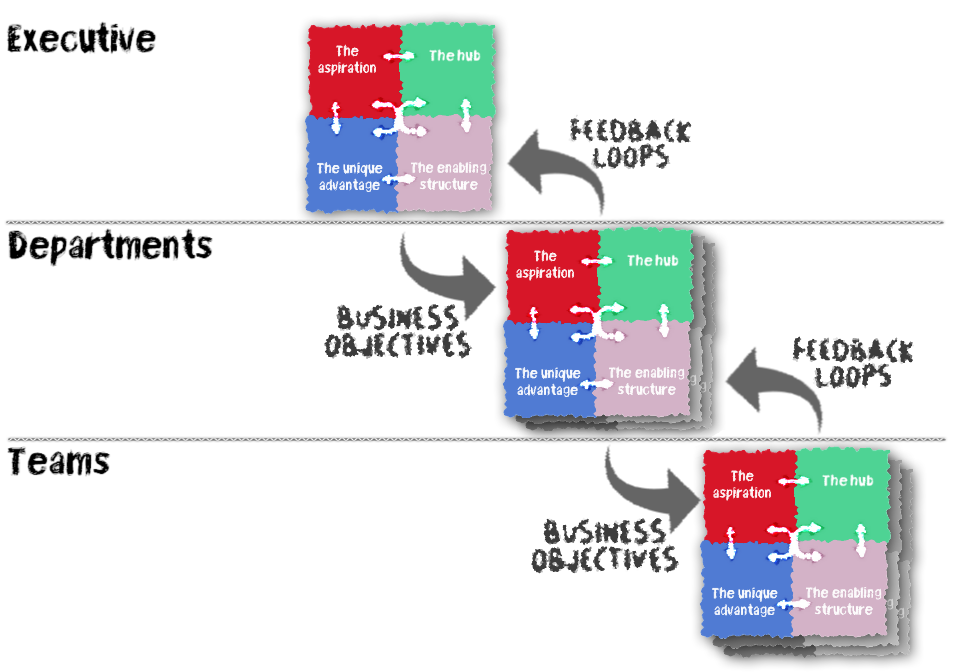 Executive
The
aspiration
The hub
The unique
advantage
The enabling
structure
FEEDBACK
LOOPS
Departments
The
aspiration
The hub
The unique
advantage
The enabling
structure
g
g
BUSINESS
OBJECTIVES
FEEDBACK
LOOPS
Teams
The
aspiration
The hub
The unique
advantage
The enabling
structure
g
g
BUSINESS
OBJECTIVES